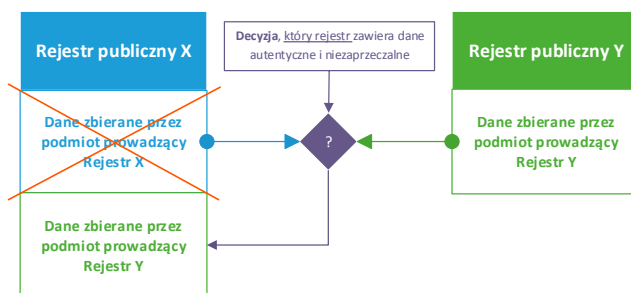 Rejestr publiczny X
Decyzja, który rejestr zawiera dane
autentyczne i niezaprzeczalne
Rejestr publiczny Y
Dane zbierane przez
podmiot prowadzący
Rejestr X
?
Dane zbierane przez
podmiot prowadzący
Rejestr Y
Dane zbierane przez
podmiot prowadzący
Rejestr Y